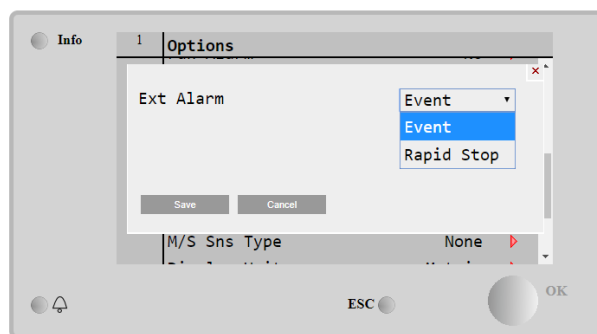 Info
1 Options
Ext Alarm Event
Event
Rapid Stop
Save Cancel
M/S Sns Type None
ESC
OK